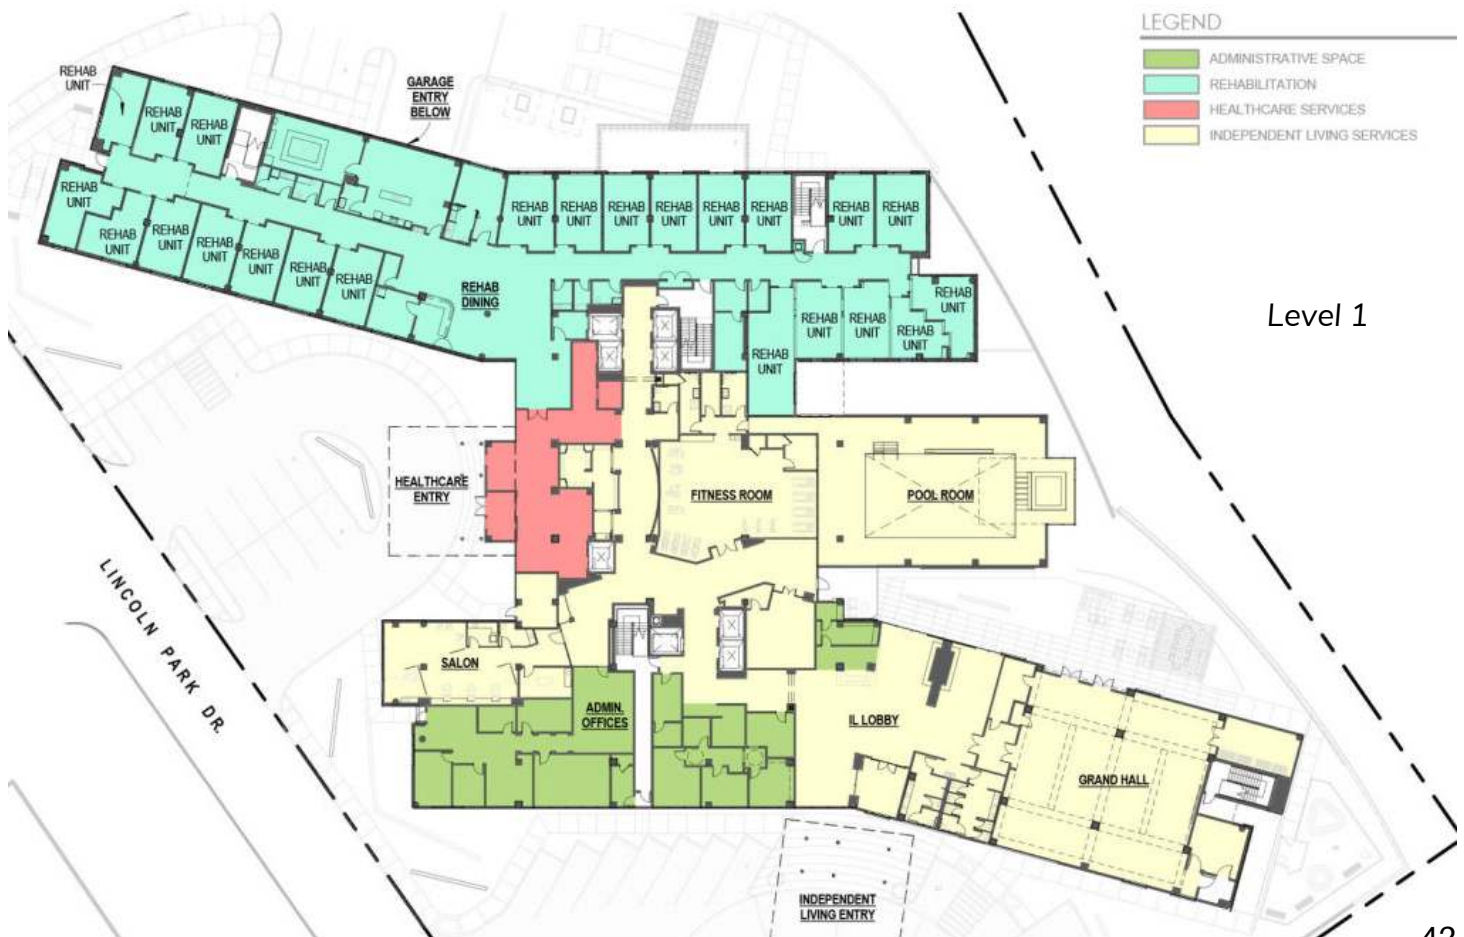 LEGEND
ADMINISTRATIVE SPACE
REHABILITATION
HEALTHCARE SERVICES
INDEPENDENT LIVING SERVICES
Level 1
REHAB
UNIT
REHAB
UNIT
REHAB
UNIT
GARAGE
ENTRY
BELOW
REHAB
UNIT
REHAB
UNIT
REHAB
UNIT
REHAB
UNIT
REHAB
UNIT
REHAB
UNIT
REHAB
UNIT
REHAB
UNIT
REHAB
UNIT
REHAB
UNIT
REHAB
UNIT
REHAB
UNIT
REHAB
UNIT
REHAB
UNIT
REHAB
UNIT
REHAB
DINING
REHAB
UNIT
REHAB
UNIT
REHAB
UNIT
REHAB
UNIT
REHAB
UNIT
HEALTHCARE
ENTRY
FITNESS ROOM
POOL ROOM
LINCOLN PARK DR.
SALON
ADMIN.
OFFICES
IL LOBBY
GRAND HALL
INDEPENDENT
LIVING ENTRY